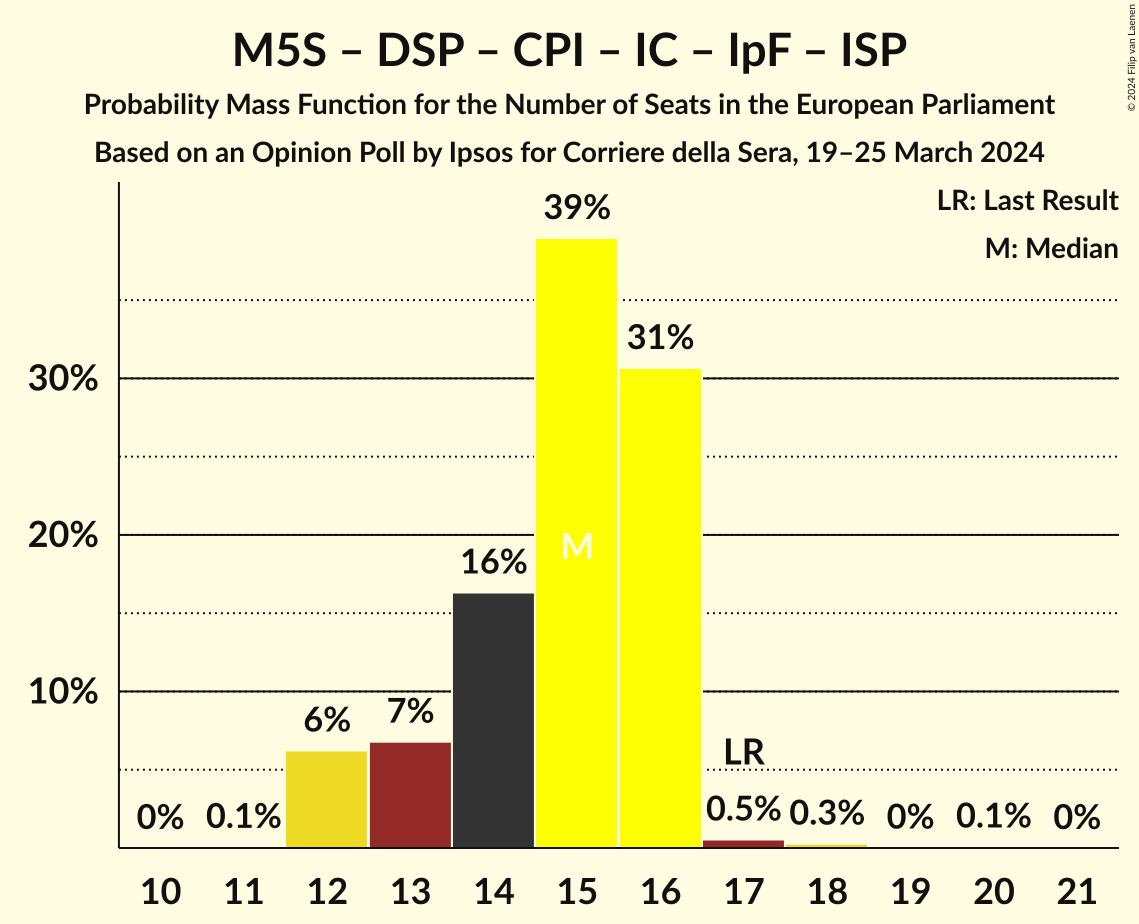 M5S – DSP – CPI – IC – IpF – ISP
Probability Mass Function for the Number of Seats in the European Parliament
Based on an Opinion Poll by Ipsos for Corriere della Sera, 19–25 March 2024
© 2024 Filip van Laenen
LR: Last Result
M: Median
39%
31%
30%
20%
M
16%
10%
7%
6%
LR
0% 0.1% 0.5% 0.3% 0% 0.1% 0%
10 11 12 13 14 15 16 17 18 19 20 21